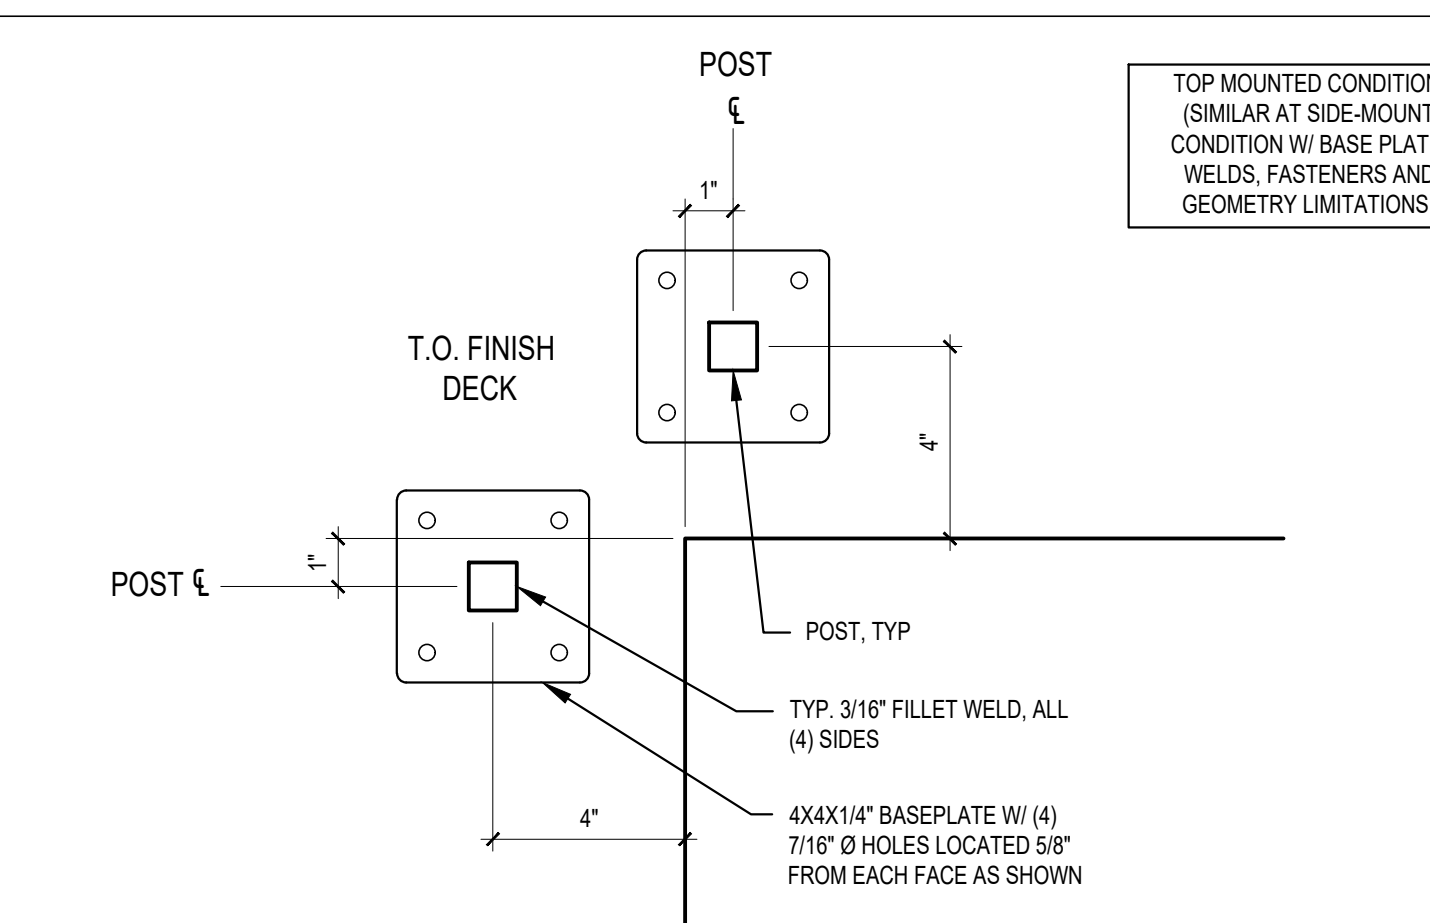 POST
℄
1"
TOP MOUNTED CONDITION
(SIMILAR AT SIDE-MOUNT
CONDITION W/ BASE PLAT
WELDS, FASTENERS AND
GEOMETRY LIMITATIONS
T.O. FINISH
DECK
4"
1"
POST ℄
POST, TYP
TYP. 3/16" FILLET WELD, ALL
(4) SIDES
4"
4X4X1/4" BASEPLATE W/ (4)
7/16" Ø HOLES LOCATED 5/8"
FROM EACH FACE AS SHOWN